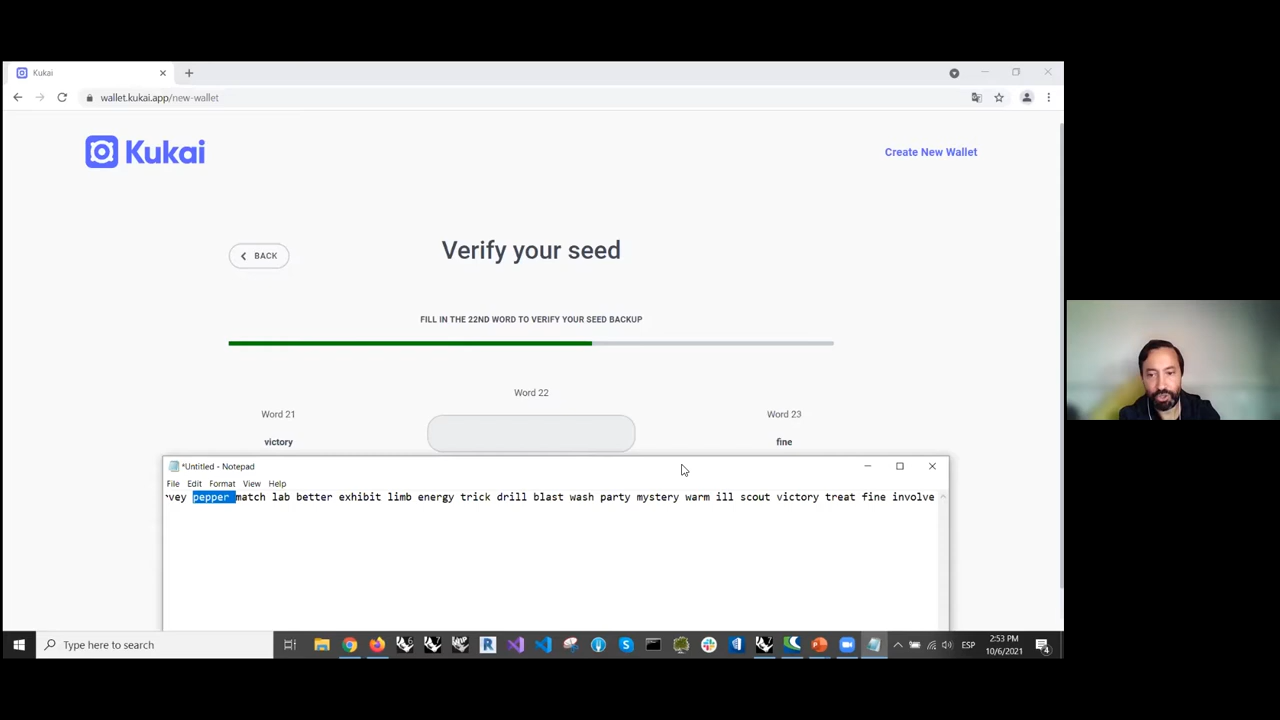 Kukai
wallet.kukai.app/new-wallet
Kukai
Create New Wallet
BACK
Verify your seed
FILL IN THE 22ND WORD TO VERIFY YOUR SEED BACKUP
Word 22
Word 21
Word 23
victory
fine
*Untitled - Notepad
File Edit Format View Help
vey pepper match lab better exhibit limb energy trick drill blast wash party mystery warm ill scout victory treat fine involve
Type here to search
ESP
2:53 PM
10/6/2021